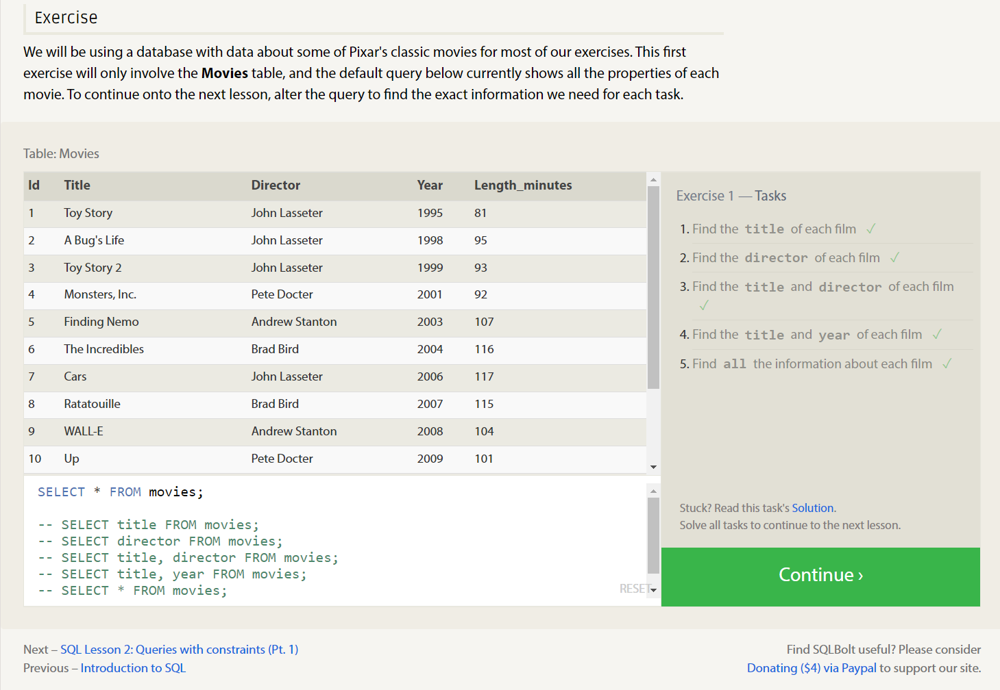 Exercise
We will be using a database with data about some of Pixar's classic movies for most of our exercises. This first
exercise will only involve the Movies table, and the default query below currently shows all the properties of each
movie. To continue onto the next lesson, alter the query to find the exact information we need for each task.
Table: Movies
Id Title Director Year Length_minutes
1 Toy Story John Lasseter 1995 81
2 A Bug's Life John Lasseter 1998 95
3 Toy Story 2 John Lasseter 1999 93
4 Monsters, Inc. Pete Docter 2001 92
5 Finding Nemo Andrew Stanton 2003 107
6 The Incredibles Brad Bird 2004 116
7 Cars John Lasseter 2006 117
8 Ratatouille Brad Bird 2007 115
9 WALL-E Andrew Stanton 2008 104
10 Up Pete Docter 2009 101
SELECT * FROM movies;
-- SELECT title FROM movies;
-- SELECT director FROM movies;
-- SELECT title, director FROM movies;
-- SELECT title, year FROM movies;
-- SELECT * FROM movies;
RESET
Exercise 1 — Tasks
1. Find the title of each film ✓
2. Find the director of each film ✓
3. Find the title and director of each film
✓
4. Find the title and year of each film ✓
5. Find all the information about each film ✓
Stuck? Read this task's Solution.
Solve all tasks to continue to the next lesson.
Continue ›
Next – SQL Lesson 2: Queries with constraints (Pt. 1)
Previous – Introduction to SQL
Find SQLBolt useful? Please consider
Donating ($4) via Paypal to support our site.